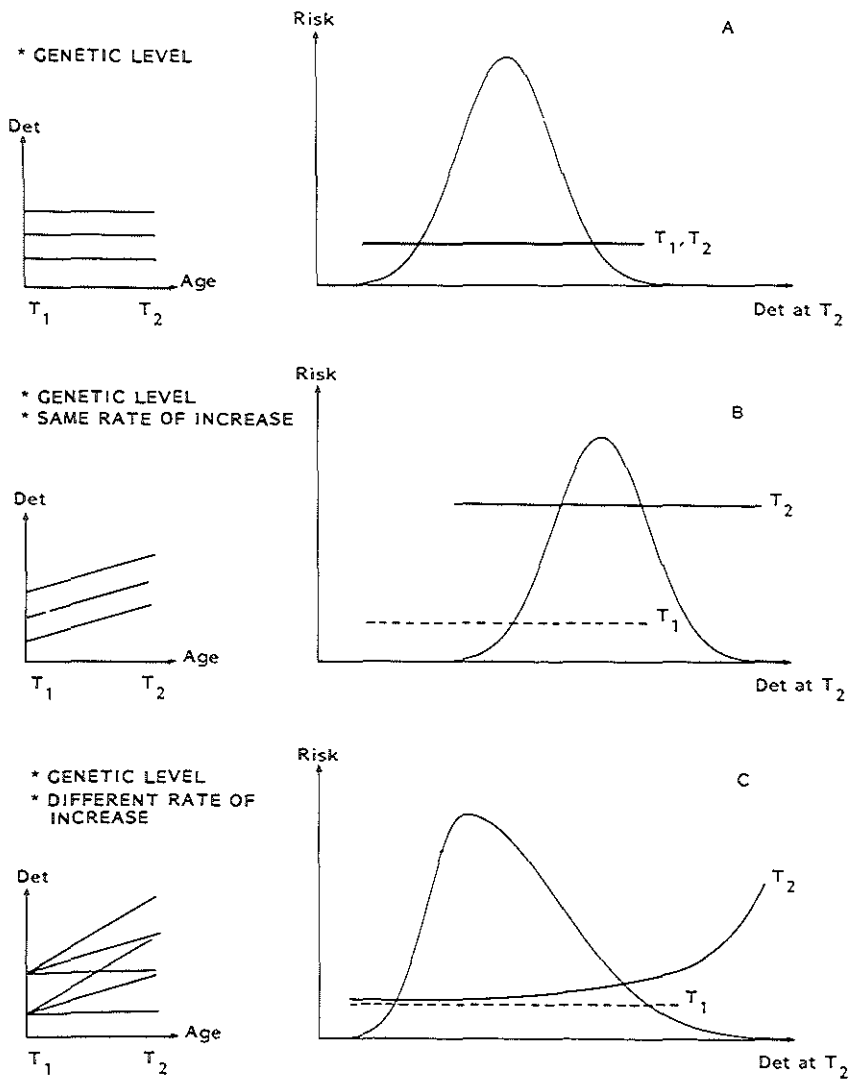 * GENETIC LEVEL
Det
Age
T₁ T₂
Risk
A
T₁, T₂
Det at T₂
* GENETIC LEVEL
* SAME RATE OF INCREASE
Det
Age
T₁ T₂
Risk
B
T₂
T₁
Det at T₂
* GENETIC LEVEL
* DIFFERENT RATE OF
INCREASE
Det
Age
T₁ T₂
Risk
C
T₂
T₁
Det at T₂